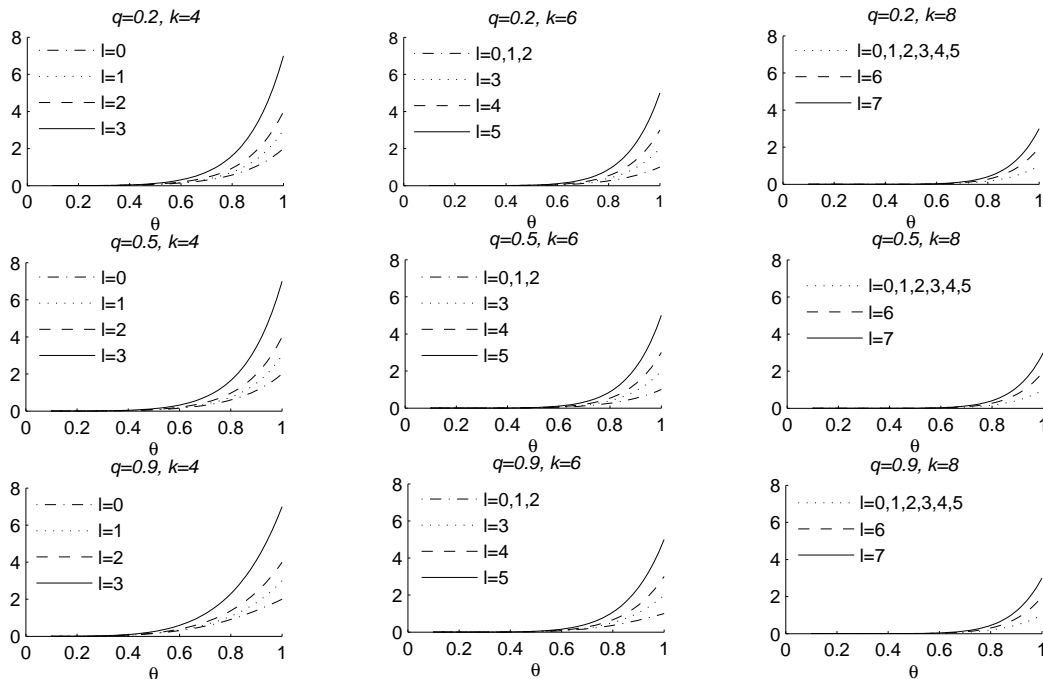 q=0.2, k=4
8
6
4
2
0
l=0
l=1
l=2
l=3
0 0.2 0.4 0.6 0.8 1
θ
q=0.2, k=6
8
6
4
2
0
l=0,1,2
l=3
l=4
l=5
0 0.2 0.4 0.6 0.8 1
θ
q=0.2, k=8
8
6
4
2
0
l=0,1,2,3,4,5
l=6
l=7
0 0.2 0.4 0.6 0.8 1
θ
q=0.5, k=4
8
6
4
2
0
l=0
l=1
l=2
l=3
0 0.2 0.4 0.6 0.8 1
θ
q=0.5, k=6
8
6
4
2
0
l=0,1,2
l=3
l=4
l=5
0 0.2 0.4 0.6 0.8 1
θ
q=0.5, k=8
8
6
4
2
0
l=0,1,2,3,4,5
l=6
l=7
0 0.2 0.4 0.6 0.8 1
θ
q=0.9, k=4
8
6
4
2
0
l=0
l=1
l=2
l=3
0 0.2 0.4 0.6 0.8 1
θ
q=0.9, k=6
8
6
4
2
0
l=0,1,2
l=3
l=4
l=5
0 0.2 0.4 0.6 0.8 1
θ
q=0.9, k=8
8
6
4
2
0
l=0,1,2,3,4,5
l=6
l=7
0 0.2 0.4 0.6 0.8 1
θ